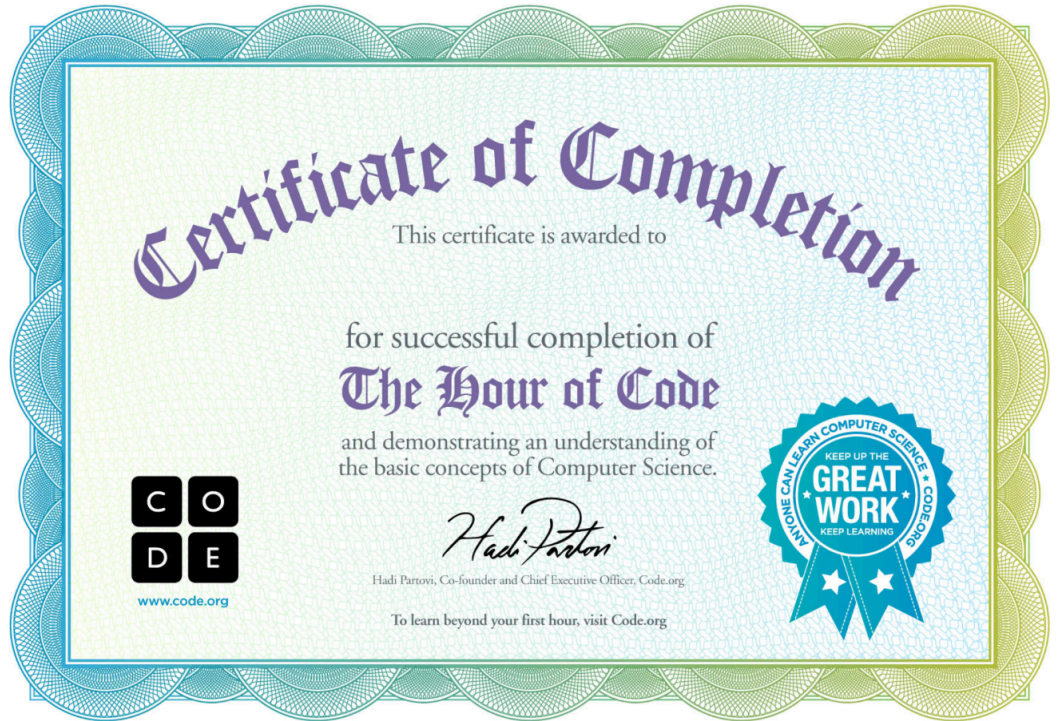 Certificate of Completion
This certificate is awarded to
for successful completion of
The Hour of Code
and demonstrating an understanding of
the basic concepts of Computer Science.
C O
D E
www.code.org
Hadi Partovi
Hadi Partovi, Co-founder and Chief Executive Officer, Code.org
To learn beyond your first hour, visit Code.org
ANYONE CAN LEARN COMPUTER SCIENCE ★ CODE.ORG
KEEP UP THE
GREAT
WORK
KEEP LEARNING